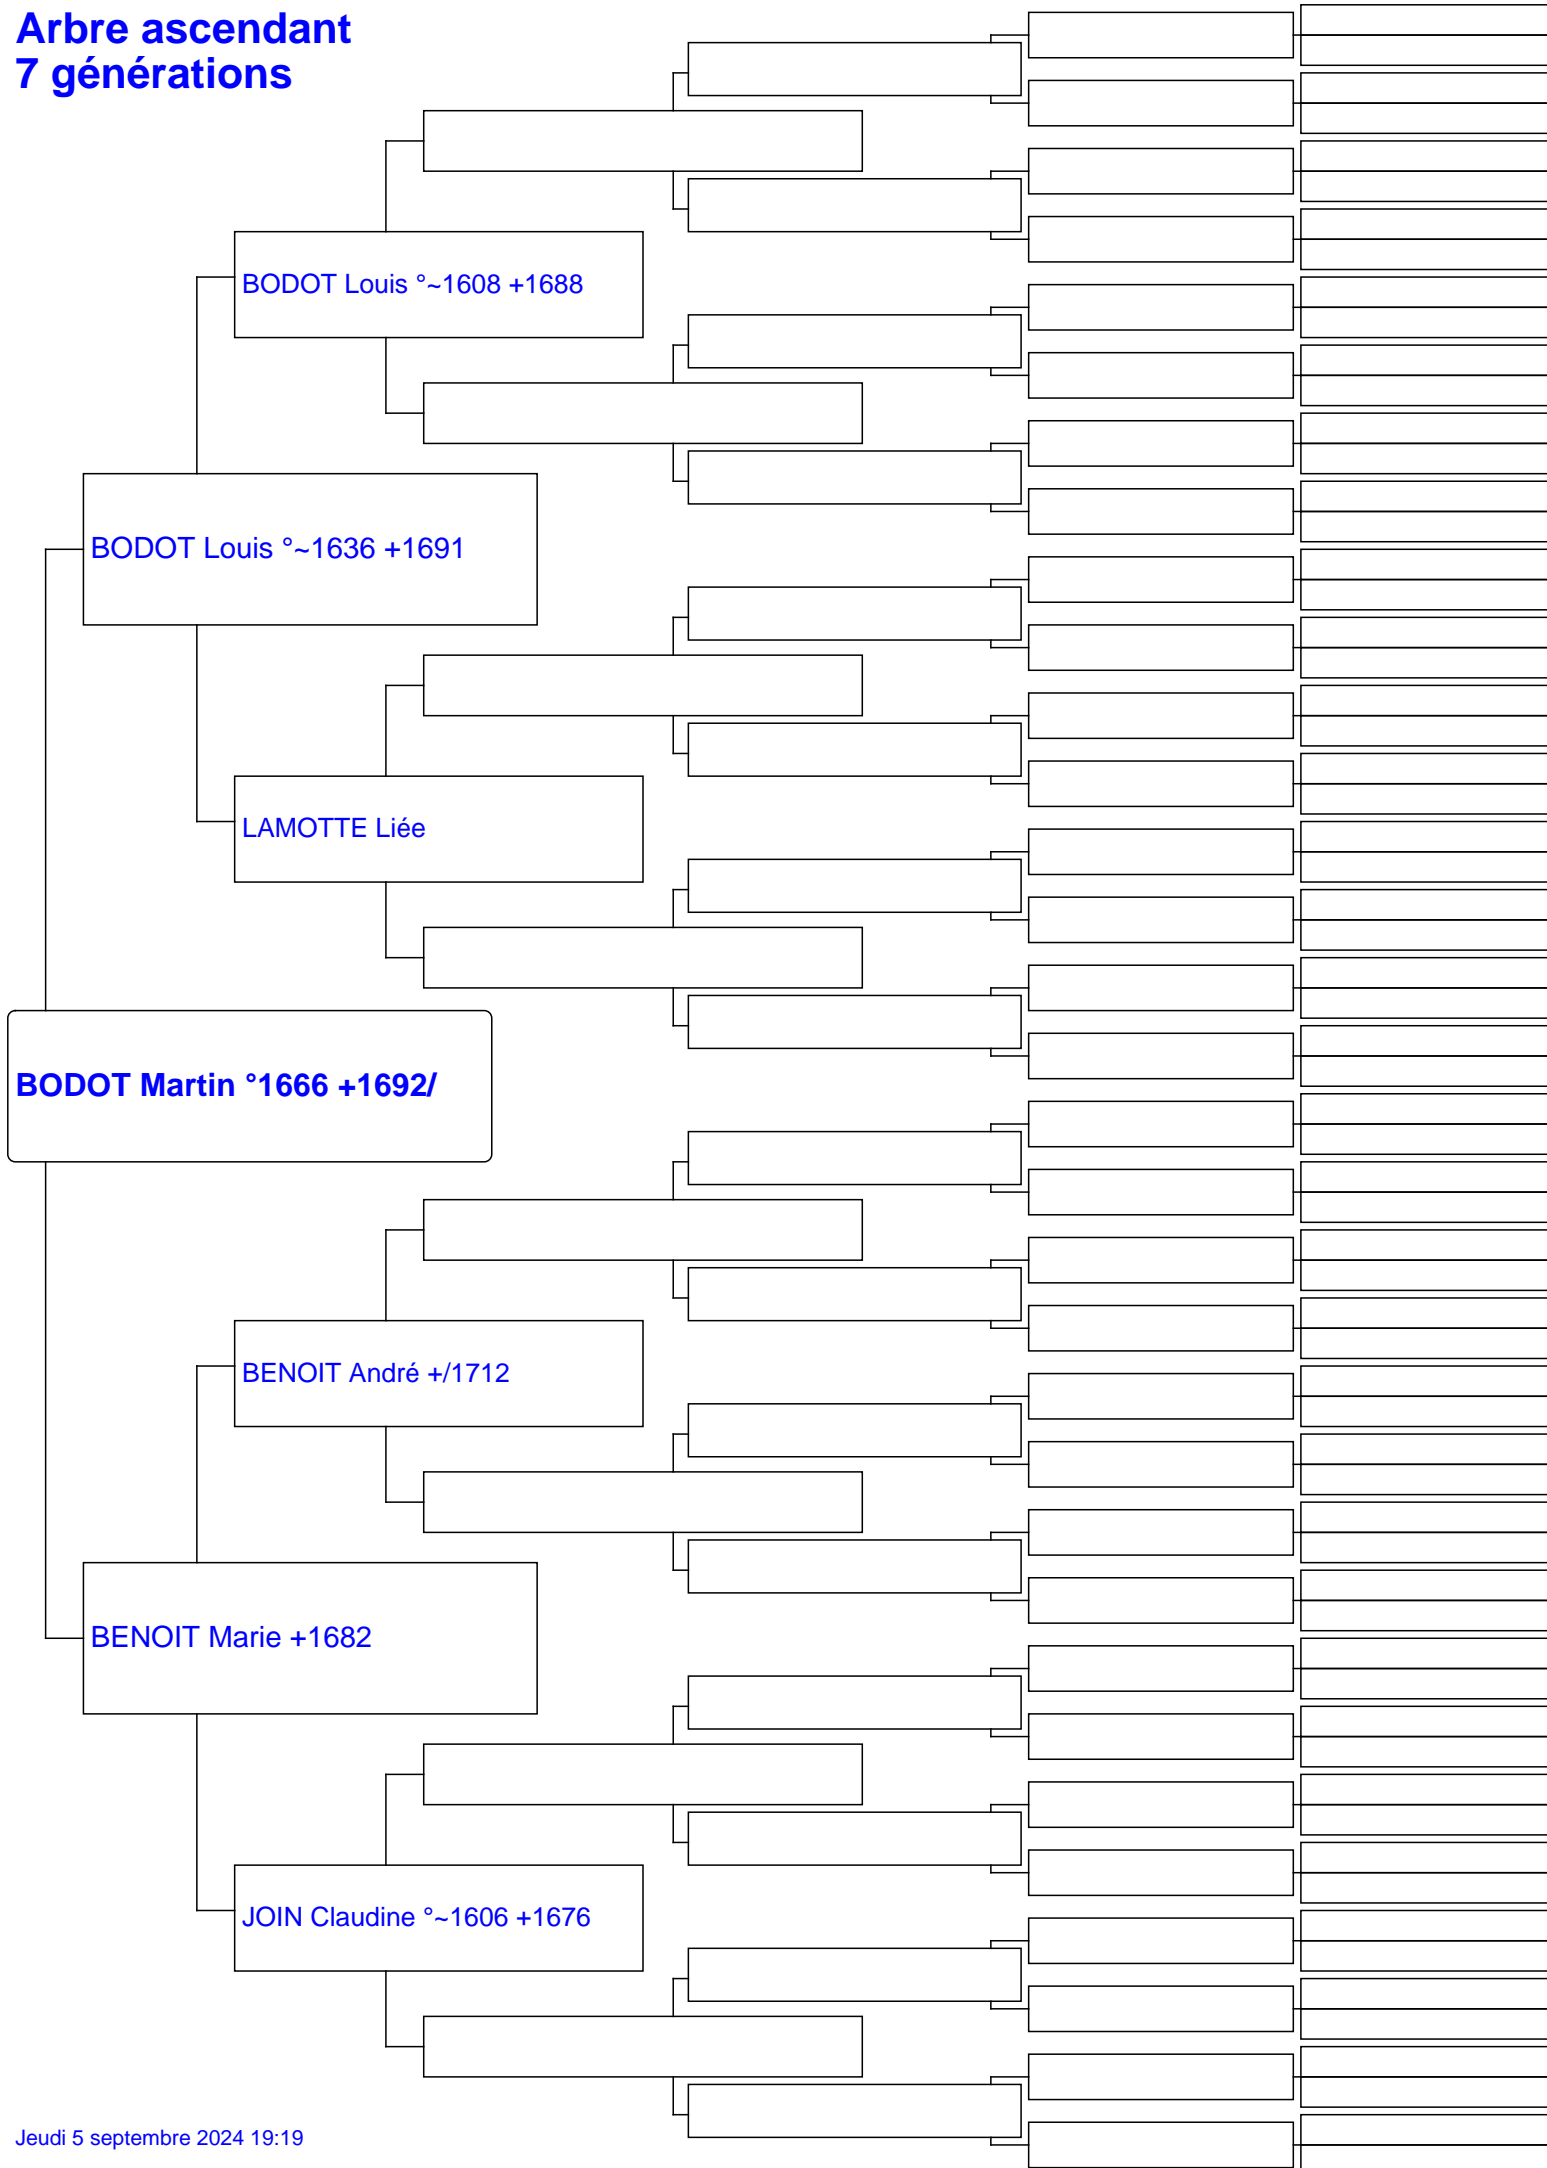 Arbre ascendant
7 générations
BODOT Louis °~1608 +1688
BODOT Louis °~1636 +1691
LAMOTTE Liée
BODOT Martin °1666 +1692/
BENOIT André +/1712
BENOIT Marie +1682
JOIN Claudine °~1606 +1676
Jeudi 5 septembre 2024 19:19